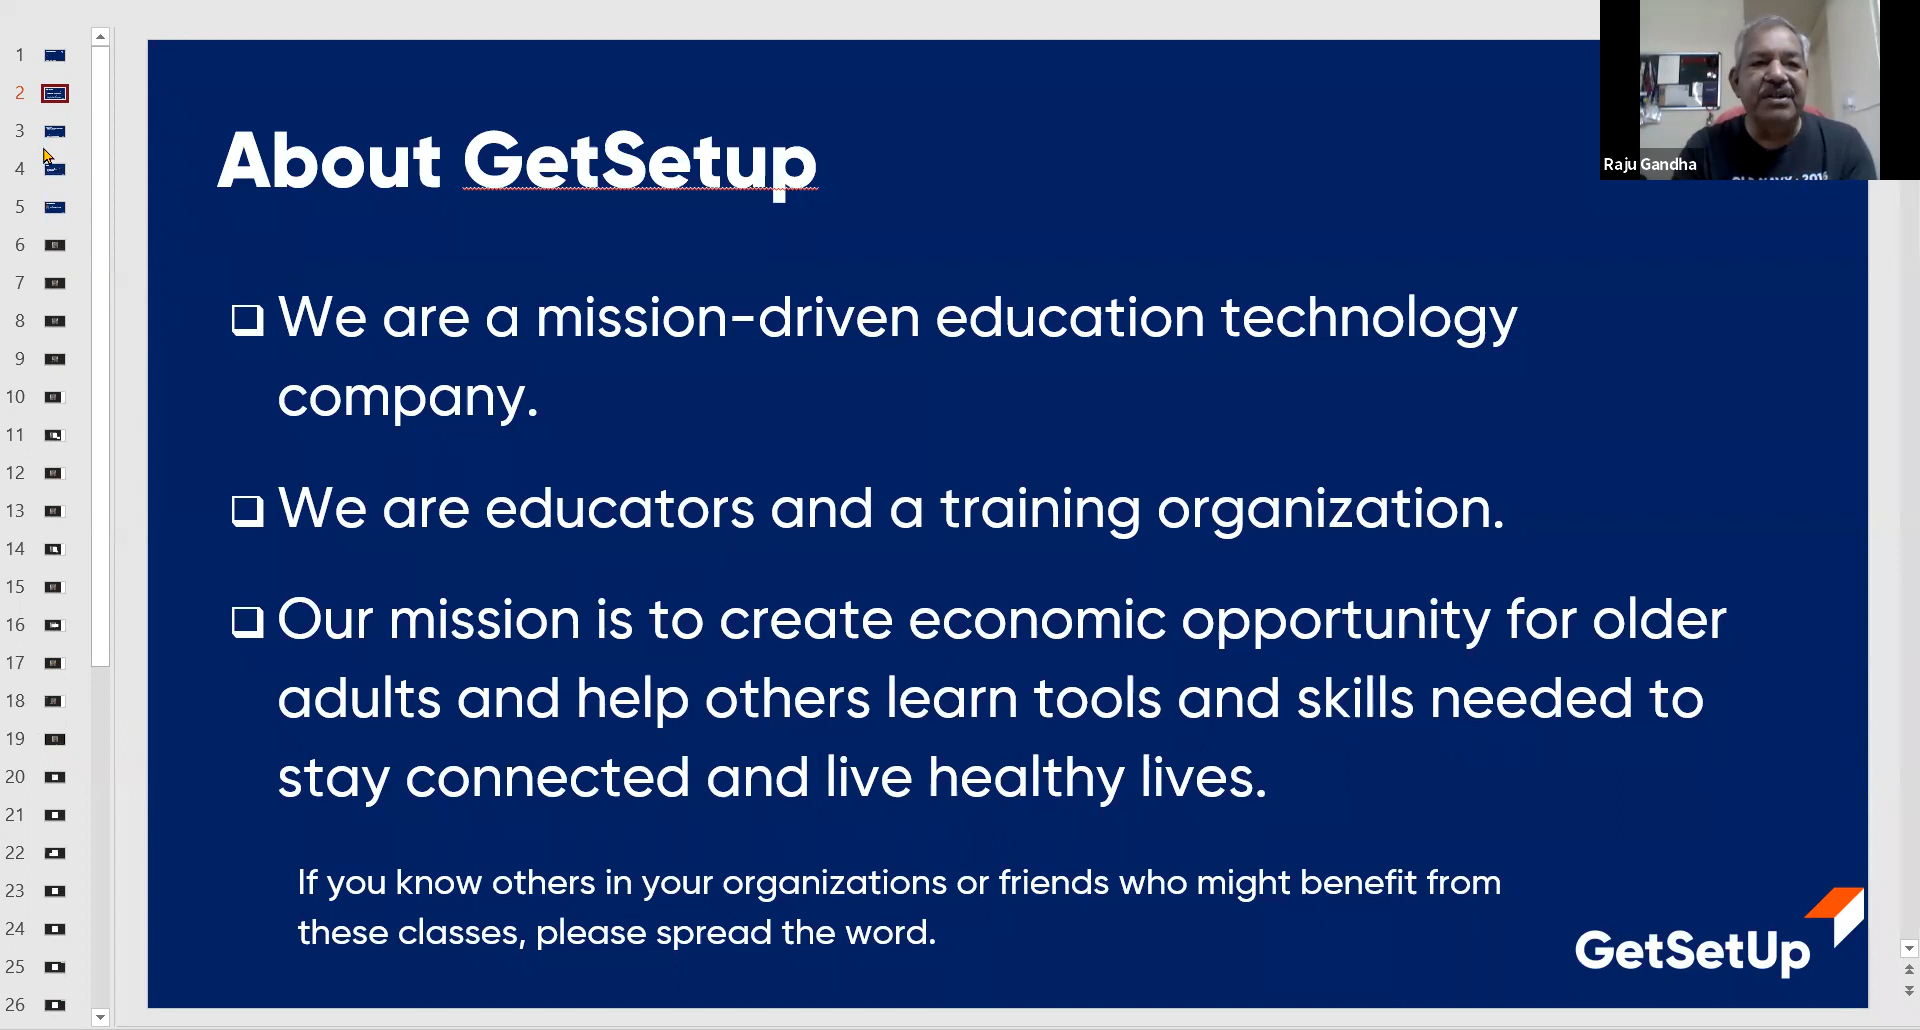 1
2
3
4
5
6
7
8
9
10
11
12
13
14
15
16
17
18
19
20
21
22
23
24
25
26
About GetSetup
We are a mission-driven education technology
company.
We are educators and a training organization.
Our mission is to create economic opportunity for older
adults and help others learn tools and skills needed to
stay connected and live healthy lives.
If you know others in your organizations or friends who might benefit from
these classes, please spread the word.
GetSetUp
Raju Gandha